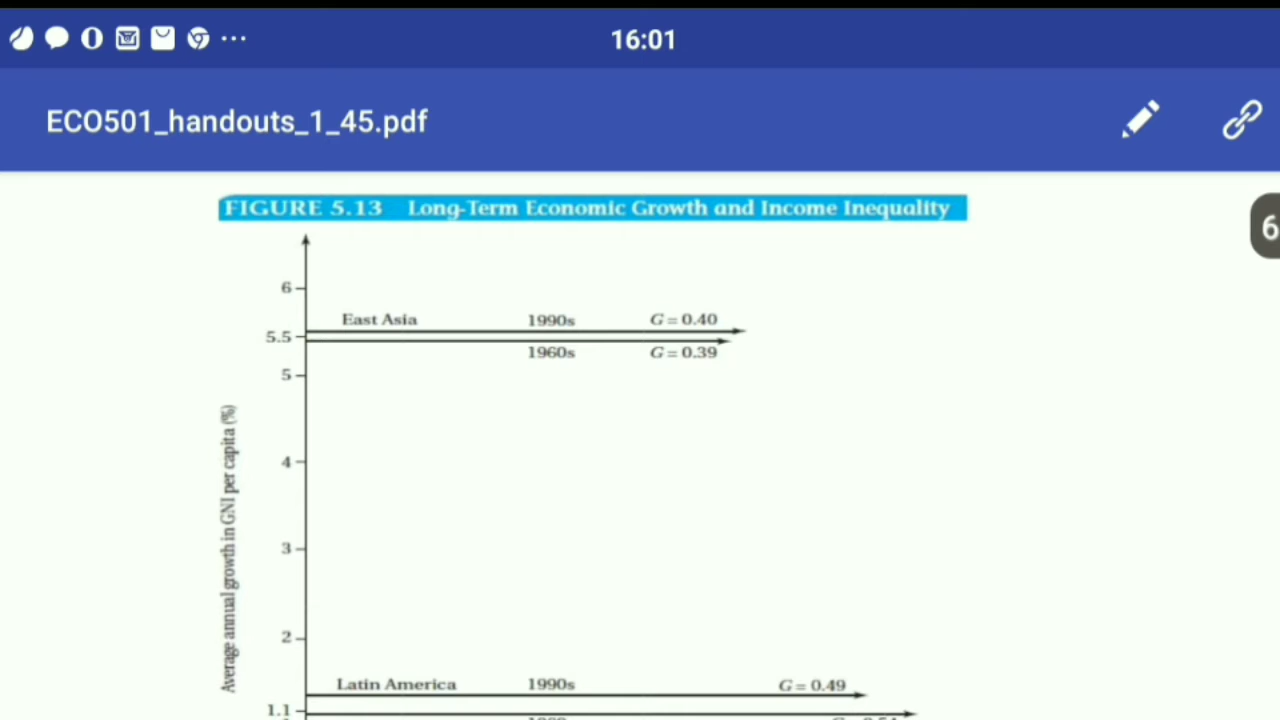 16:01
ECO501_handouts_1_45.pdf
FIGURE 5.13 Long-Term Economic Growth and Income Inequality
6
6
East Asia 1990s G = 0.40
5.5
1960s G = 0.39
5
Average annual growth in GNI per capita (%)
4
3
2
Latin America 1990s G = 0.49
1.1